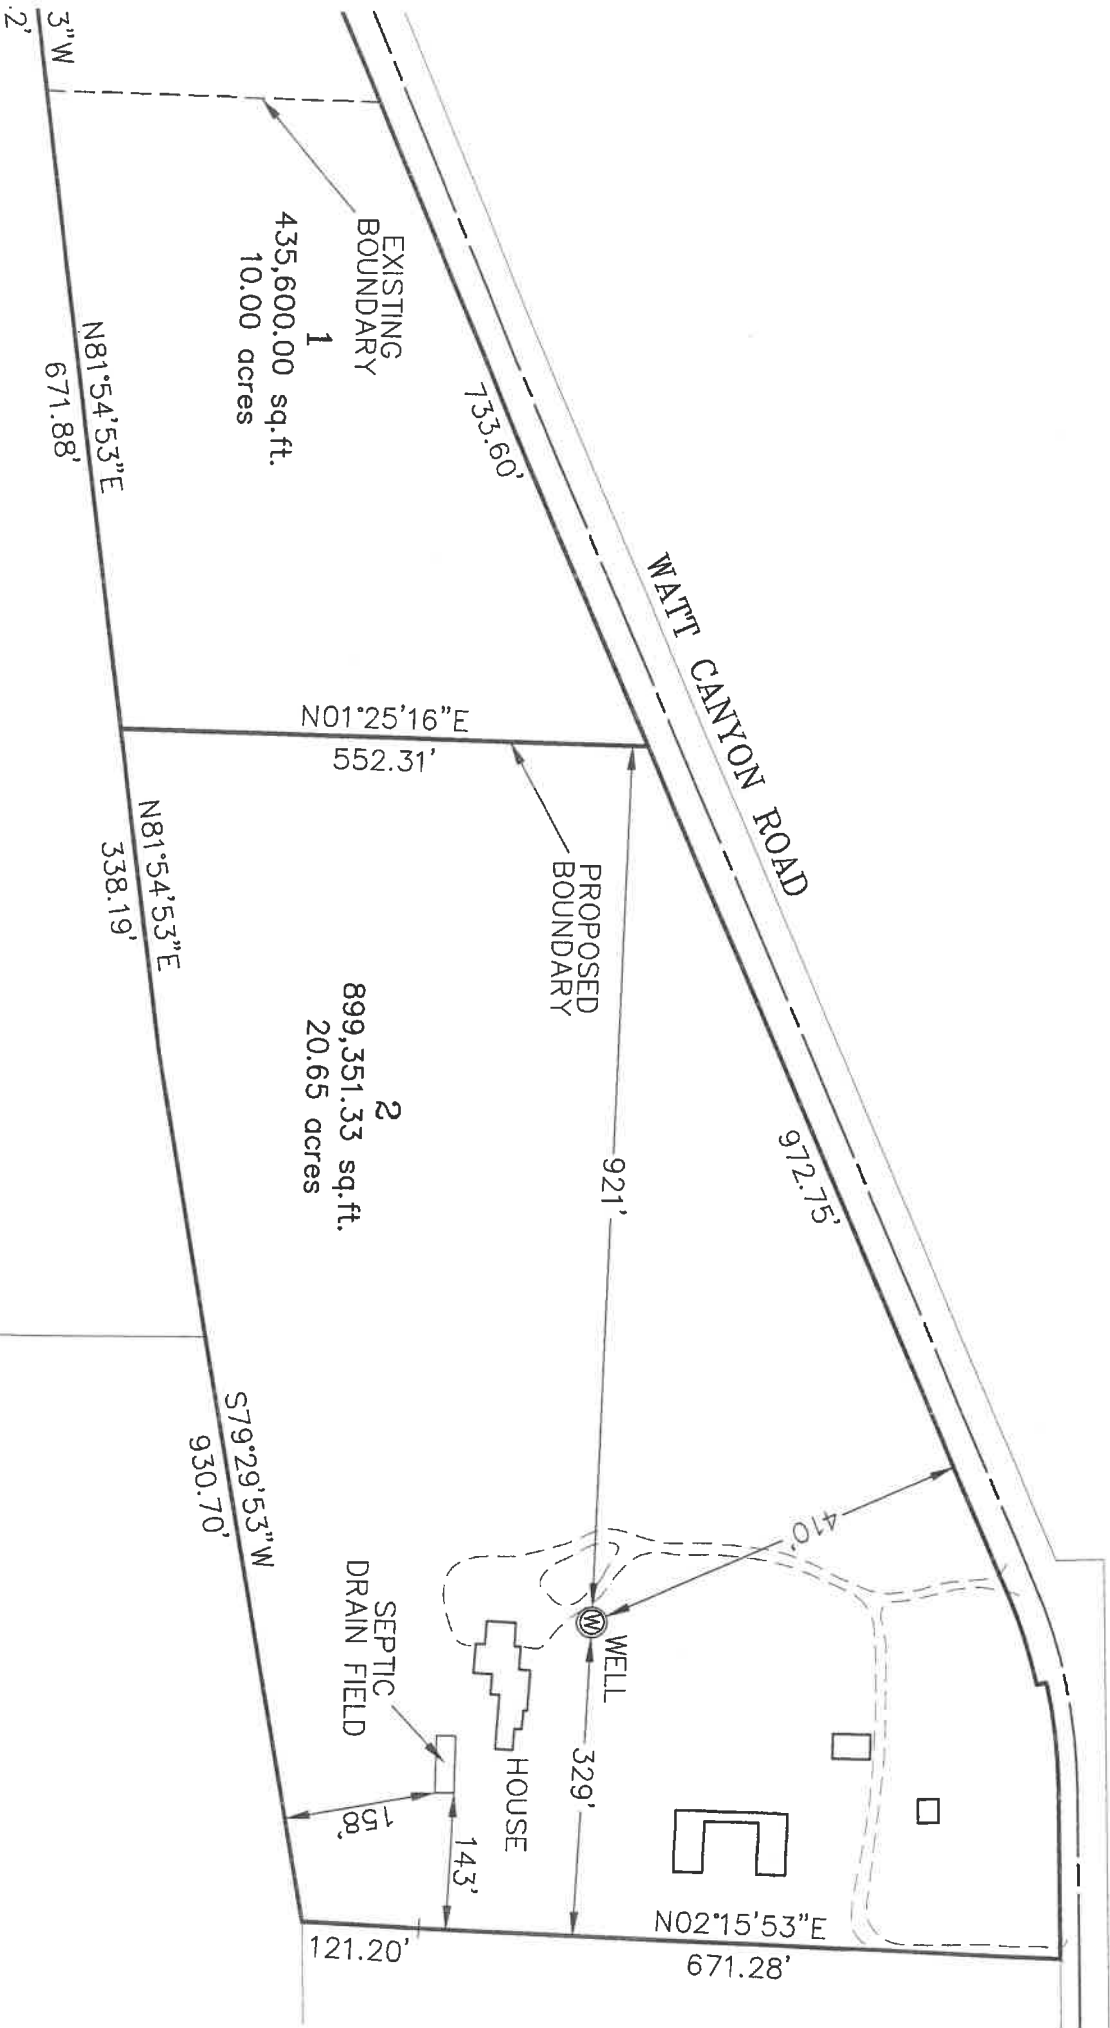 3"W
.2'
EXISTING
BOUNDARY
1
435,600.00 sq.ft.
10.00 acres
N81°54'53"E
671.88'
733.60'
WATT CANYON ROAD
N01°25'16"E
552.31'
PROPOSED
BOUNDARY
N81°54'53"E
338.19'
2
899,351.33 sq.ft.
20.65 acres
921'
972.75'
410'
S79°29'53"W
930.70'
W
WELL
SEPTIC
DRAIN FIELD
HOUSE
329'
158'
143'
N02°15'53"E
671.28'
121.20'